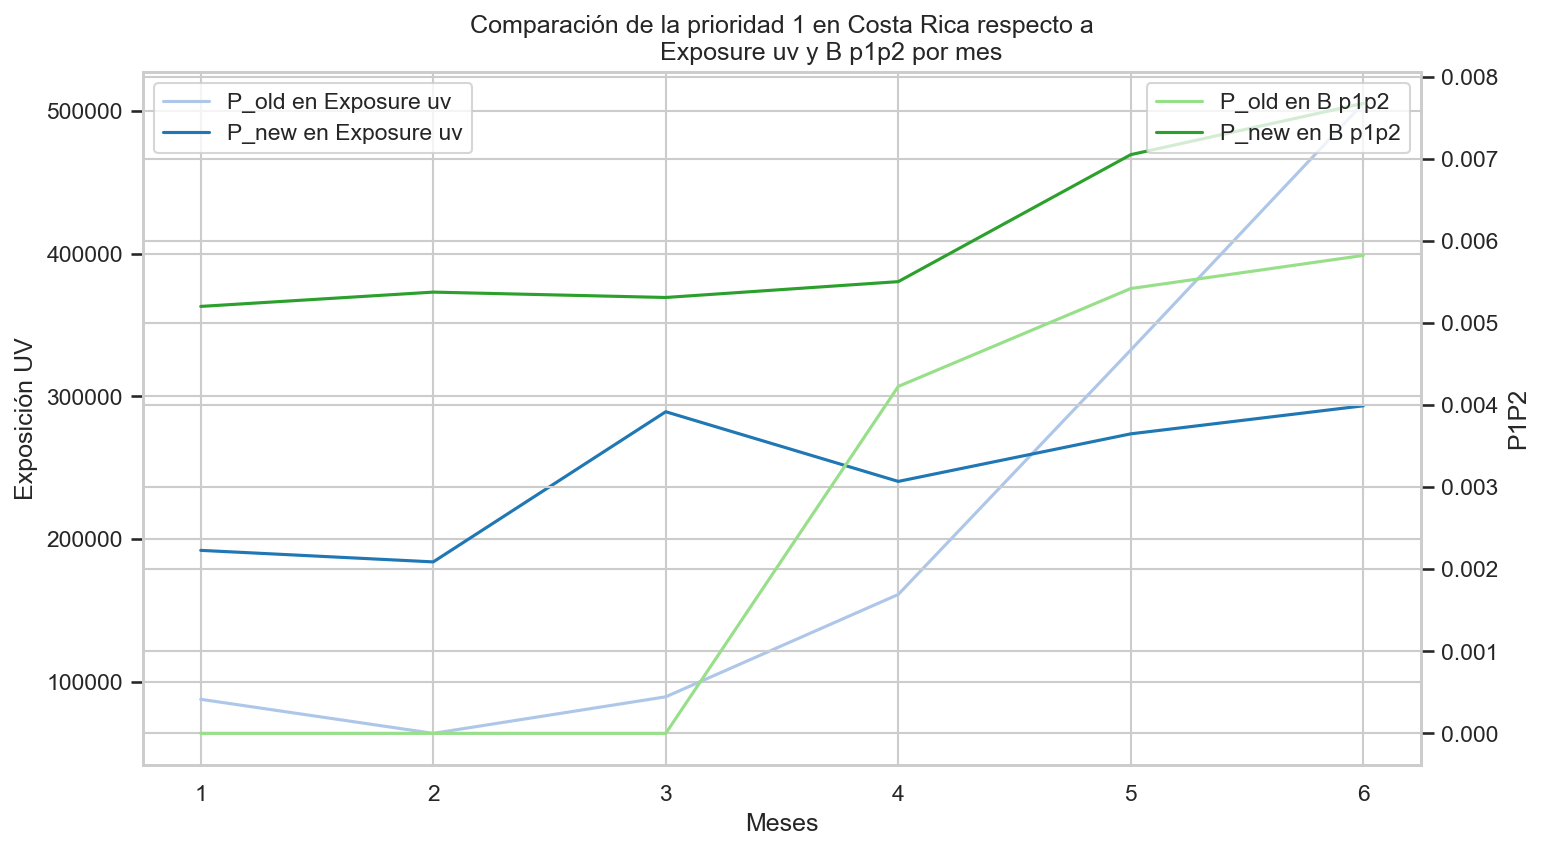 Comparación de la prioridad 1 en Costa Rica respecto a
Exposure uv y B p1p2 por mes
P_old en Exposure uv
P_new en Exposure uv
P_old en B p1p2
P_new en B p1p2
Exposición UV
500000
400000
300000
200000
100000
P1P2
0.008
0.007
0.006
0.005
0.004
0.003
0.002
0.001
0.000
1 2 3 4 5 6
Meses